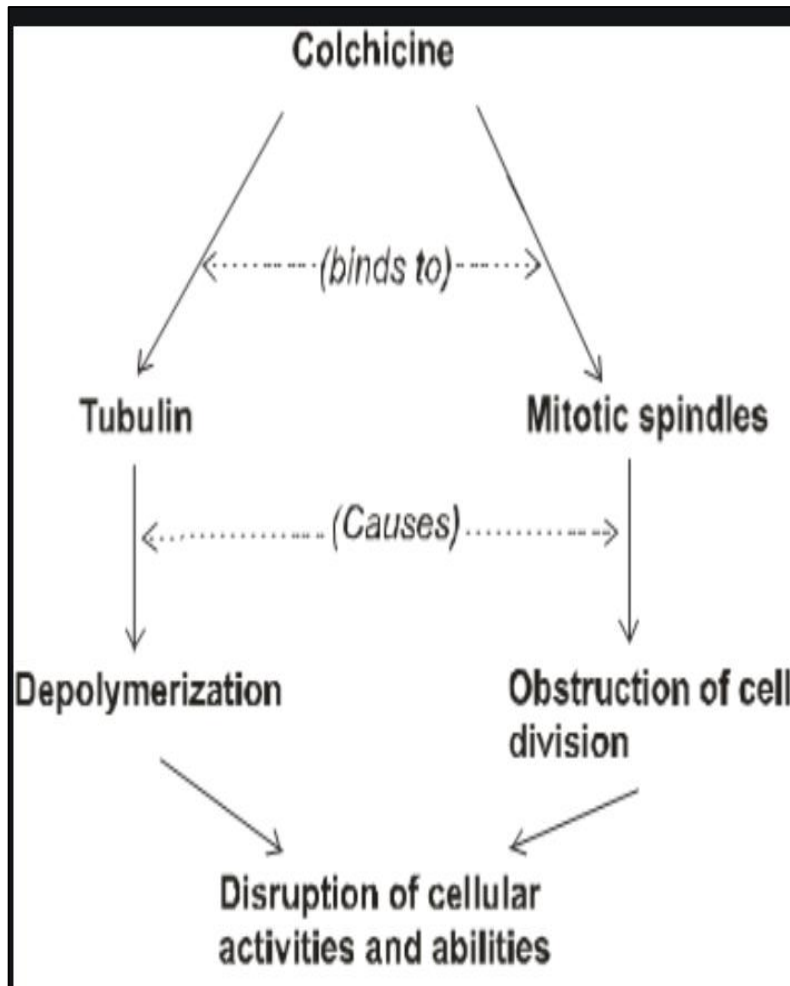 Colchicine
(binds to)
Tubulin
Mitotic spindles
(Causes)
Depolymerization
Obstruction of cell
division
Disruption of cellular
activities and abilities